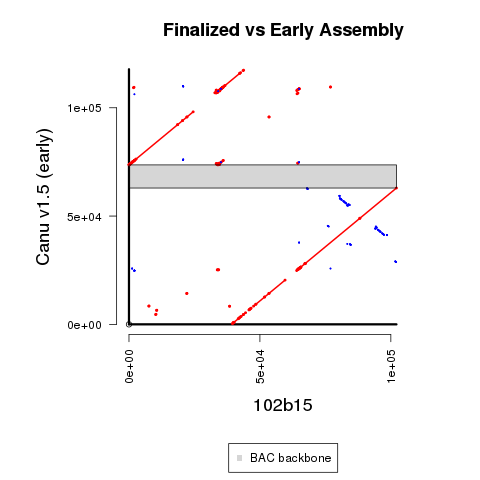 Finalized vs Early Assembly
Canu v1.5 (early)
1e+05
5e+04
0e+00
0e+00
5e+04
1e+05
102b15
BAC backbone